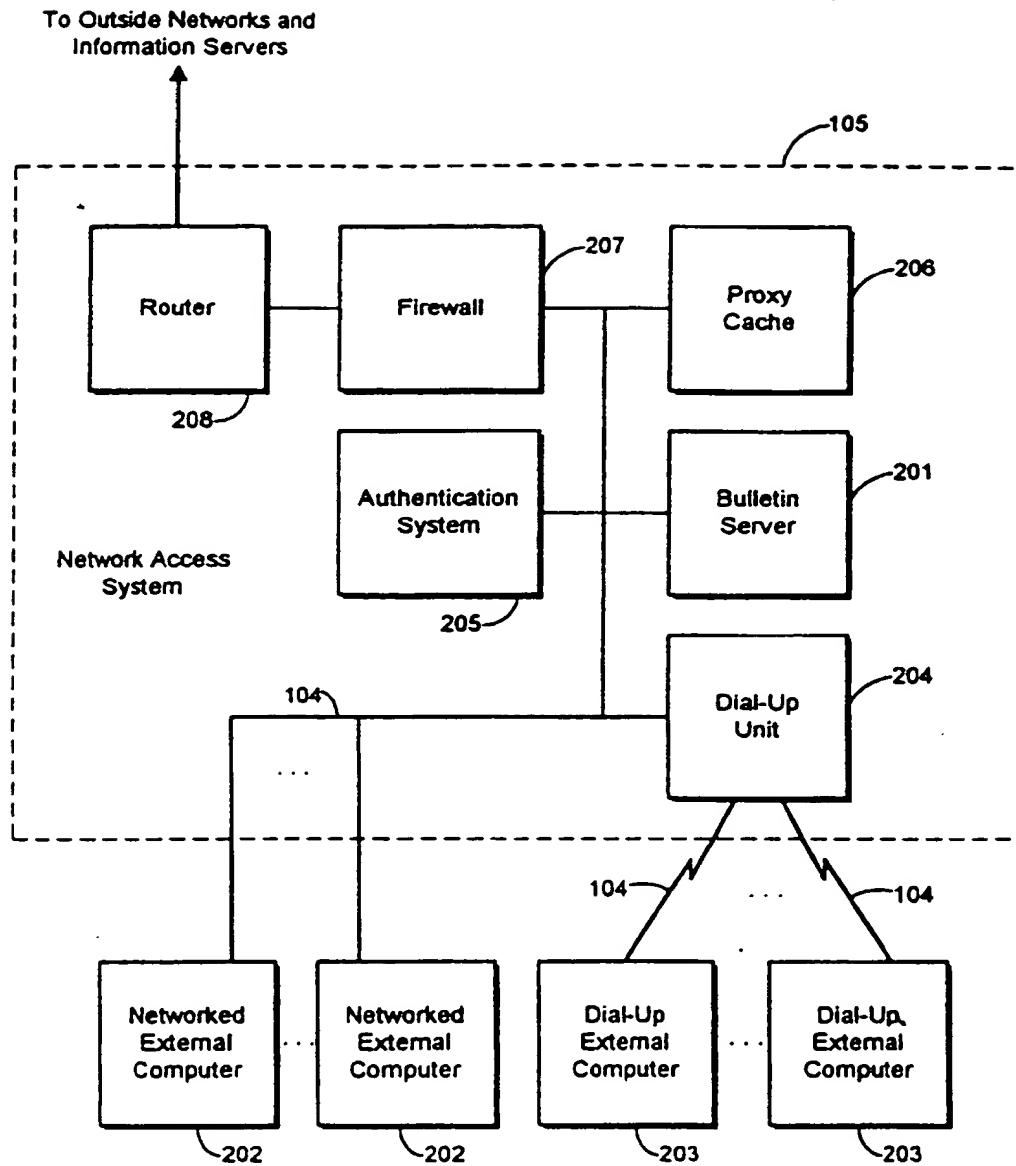 To Outside Networks and
Information Servers
105
Router
208
Firewall
207
Proxy
Cache
206
Authentication
System
205
Bulletin
Server
201
Network Access
System
Dial-Up
Unit
204
104
...
104
...
104
Networked
External
Computer
202
...
Networked
External
Computer
202
Dial-Up
External
Computer
203
...
Dial-Up
External
Computer
203